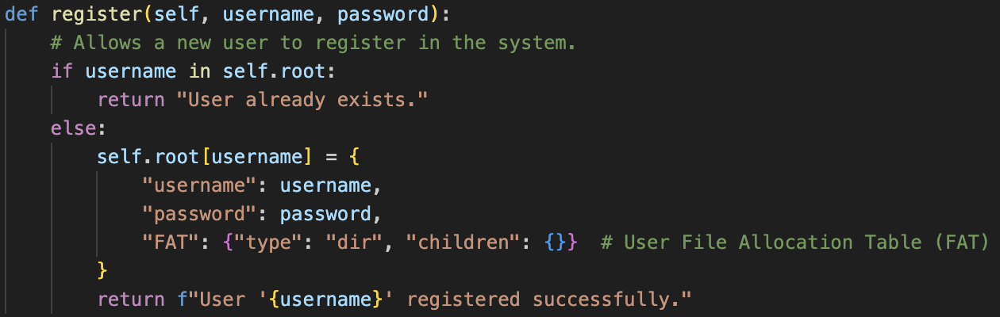 def register(self, username, password):
    # Allows a new user to register in the system.
    if username in self.root:
        return "User already exists."
    else:
        self.root[username] = {
            "username": username,
            "password": password,
            "FAT": {"type": "dir", "children": {}}  # User File Allocation Table (FAT)
        }
        return f"User '{username}' registered successfully."